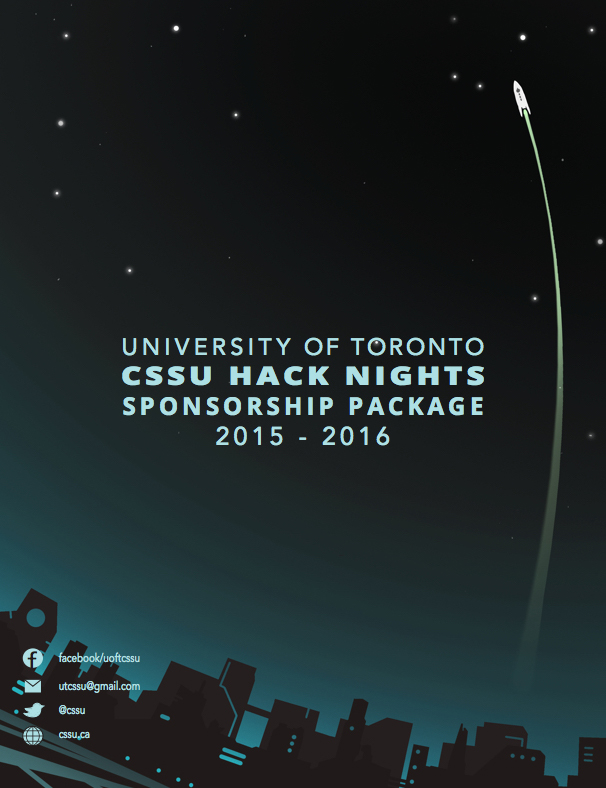 UNIVERSITY OF TORONTO
CSSU HACK NIGHTS
SPONSORSHIP PACKAGE
2015 - 2016
facebook/uoftcssu
utcssu@gmail.com
@cssu
cssu.ca